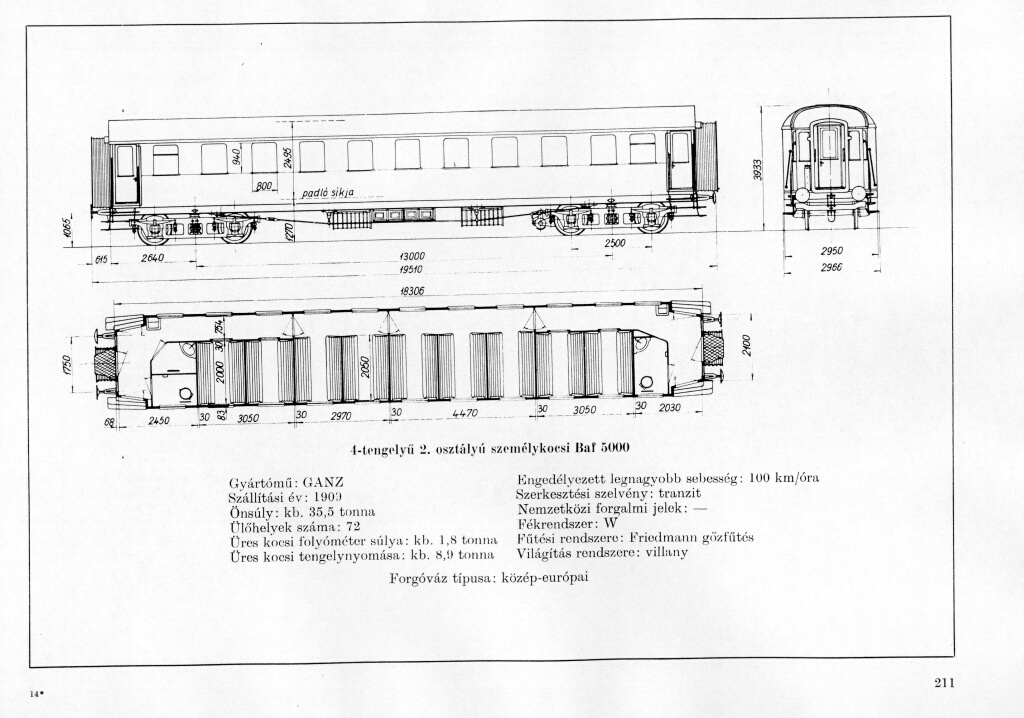 940
2495
3933
800
padló síkja
1065
1270
615
2640
13000
2500
2950
19510
2966
18306
1750
30
754
2000
2050
2100
68
2450
30
83
3050
30
2970
30
4470
30
3050
30
2030
4-tengelyű 2. osztályú személykocsi Baf 5000
Gyártómű: GANZ
Szállítási év: 1909
Önsúly: kb. 35,5 tonna
Ülőhelyek száma: 72
Üres kocsi folyóméter súlya: kb. 1,8 tonna
Üres kocsi tengelynyomása: kb. 8,9 tonna
Engedélyezett legnagyobb sebesség: 100 km/óra
Szerkesztési szelvény: tranzit
Nemzetközi forgalmi jelek: —
Fékrendszer: W
Fűtési rendszere: Friedmann gőzfűtés
Világítás rendszere: villany
Forgóváz típusa: közép-európai
14*
211